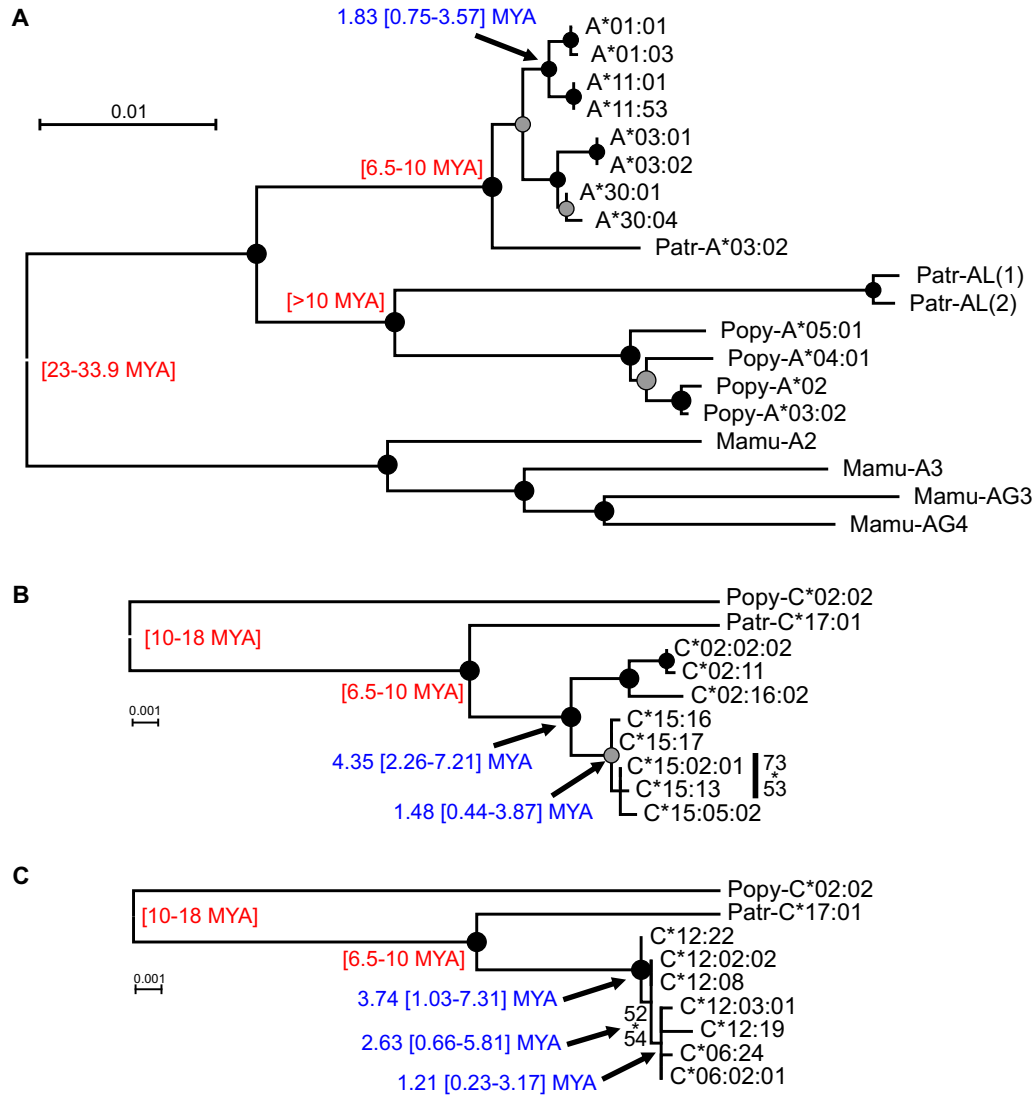 A
1.83 [0.75-3.57] MYA
A*01:01
A*01:03
A*11:01
A*11:53
0.01
A*03:01
A*03:02
[6.5-10 MYA]
A*30:01
A*30:04
Patr-A*03:02
Patr-AL(1)
[>10 MYA]
Patr-AL(2)
Popy-A*05:01
Popy-A*04:01
[23-33.9 MYA]
Popy-A*02
Popy-A*03:02
Mamu-A2
Mamu-A3
Mamu-AG3
Mamu-AG4
B
Popy-C*02:02
Patr-C*17:01
[10-18 MYA]
C*02:02:02
C*02:11
[6.5-10 MYA]
C*02:16:02
0.001
C*15:16
C*15:17
4.35 [2.26-7.21] MYA
C*15:02:01
73
*
53
C*15:13
1.48 [0.44-3.87] MYA
C*15:05:02
C
Popy-C*02:02
[10-18 MYA]
Patr-C*17:01
C*12:22
[6.5-10 MYA]
C*12:02:02
0.001
C*12:08
3.74 [1.03-7.31] MYA
C*12:03:01
52
*
54
C*12:19
2.63 [0.66-5.81] MYA
C*06:24
1.21 [0.23-3.17] MYA
C*06:02:01